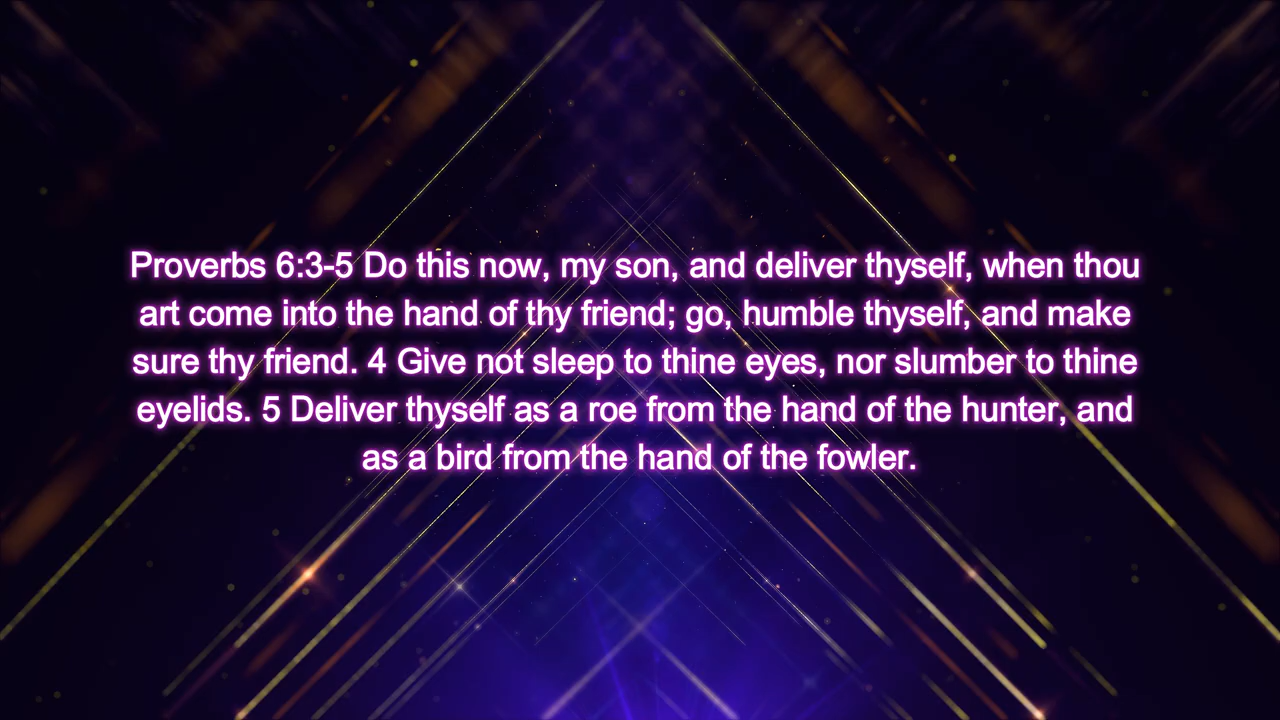 Proverbs 6:3-5 Do this now, my son, and deliver thyself, when thou
art come into the hand of thy friend; go, humble thyself, and make
sure thy friend. 4 Give not sleep to thine eyes, nor slumber to thine
eyelids. 5 Deliver thyself as a roe from the hand of the hunter, and
as a bird from the hand of the fowler.